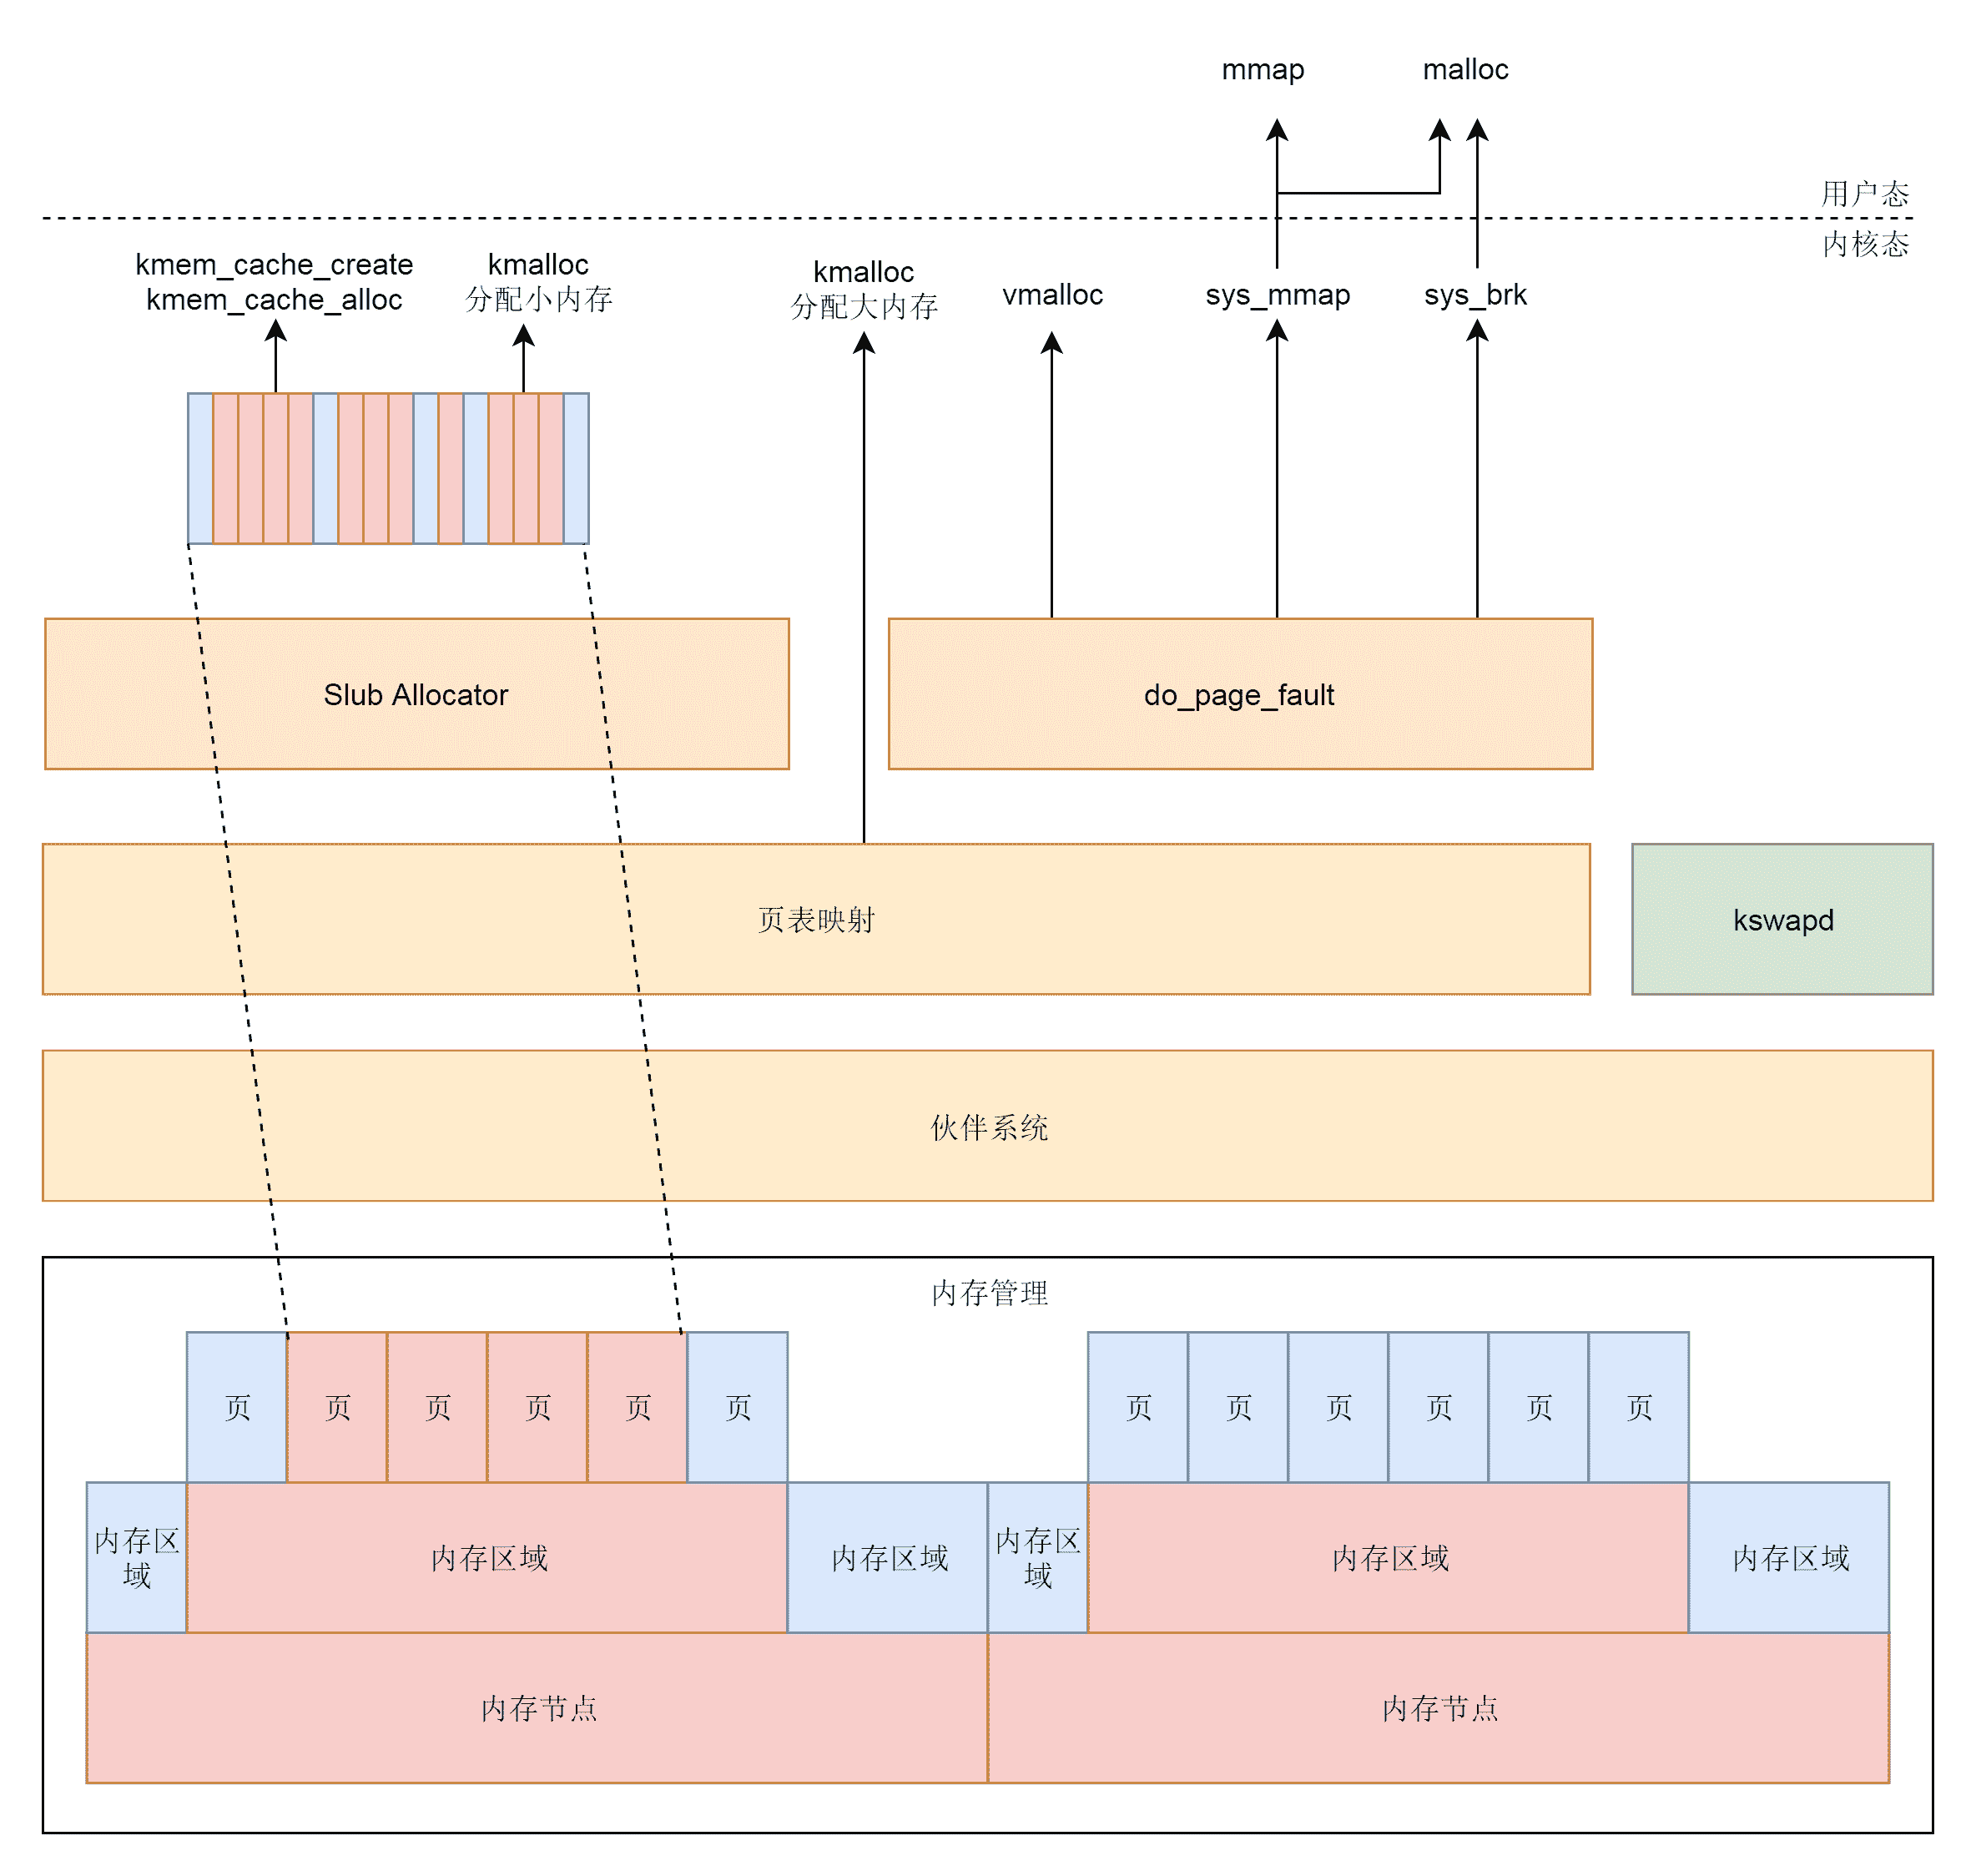 mmap
malloc
用户态
内核态
kmem_cache_create
kmem_cache_alloc
kmalloc
分配小内存
kmalloc
分配大内存
vmalloc
sys_mmap
sys_brk
Slub Allocator
do_page_fault
页表映射
kswapd
伙伴系统
内存管理
页
页
页
页
页
页
页
页
页
页
页
页
内存区
域
内存区域
内存区域
内存区
域
内存区域
内存区域
内存节点
内存节点